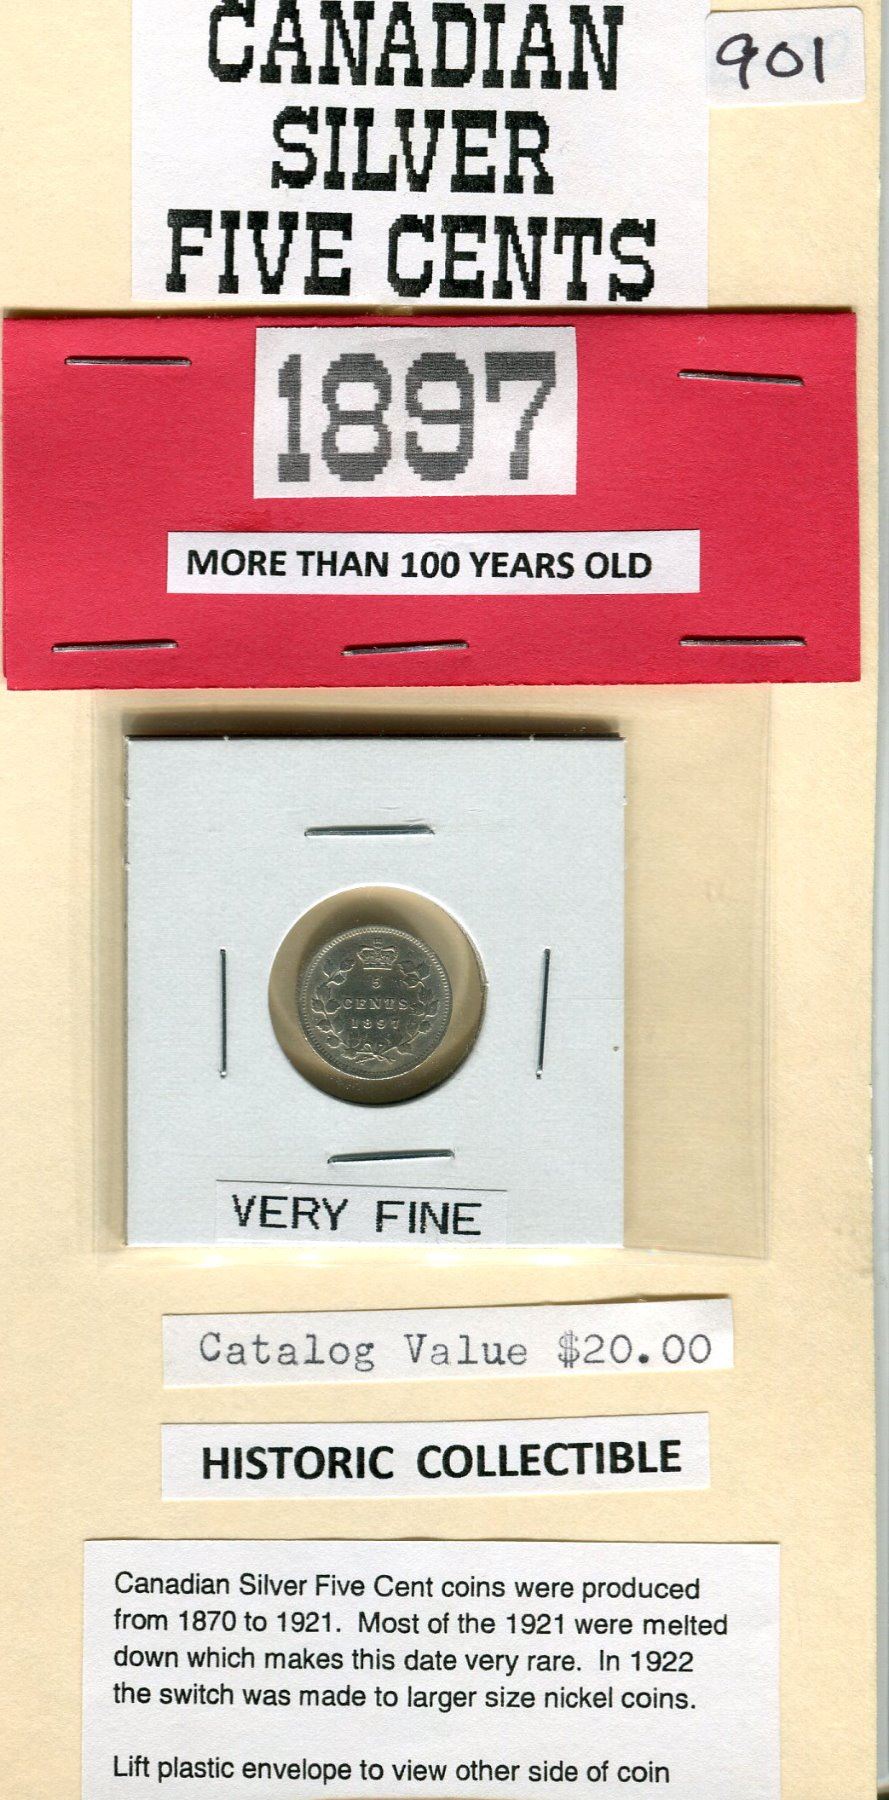 CANADIAN
901
SILVER
FIVE CENTS
1897
MORE THAN 100 YEARS OLD
5
CENTS
1897
VERY FINE
Catalog Value $20.00
HISTORIC COLLECTIBLE
Canadian Silver Five Cent coins were produced
from 1870 to 1921. Most of the 1921 were melted
down which makes this date very rare. In 1922
the switch was made to larger size nickel coins.
Lift plastic envelope to view other side of coin